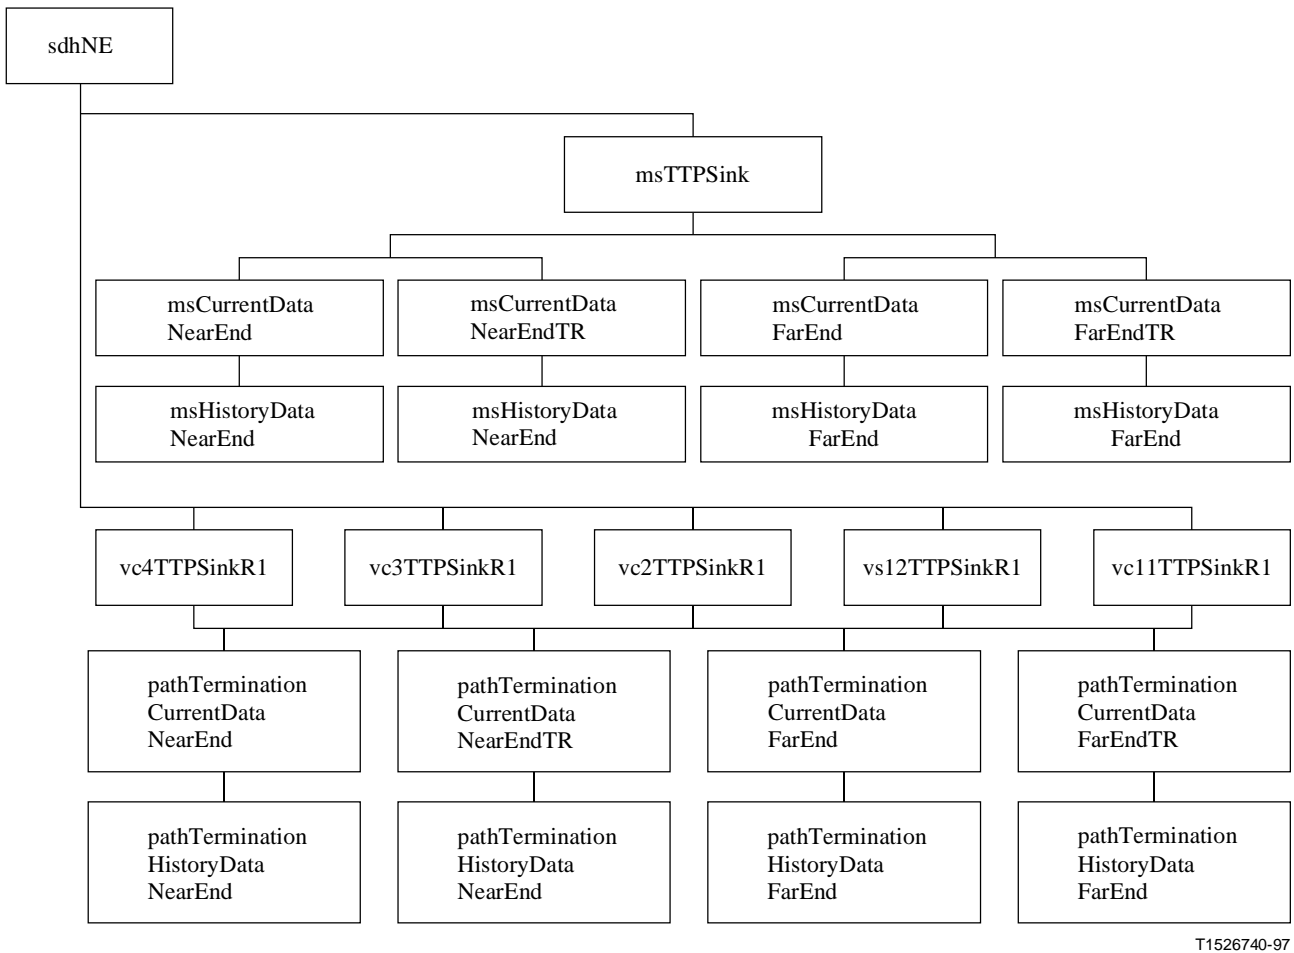 sdhNE
msTTPSink
msCurrentData
NearEnd
msCurrentData
NearEndTR
msCurrentData
FarEnd
msCurrentData
FarEndTR
msHistoryData
NearEnd
msHistoryData
NearEnd
msHistoryData
FarEnd
msHistoryData
FarEnd
vc4TTPSinkR1
vc3TTPSinkR1
vc2TTPSinkR1
vs12TTPSinkR1
vc11TTPSinkR1
pathTermination
CurrentData
NearEnd
pathTermination
CurrentData
NearEndTR
pathTermination
CurrentData
FarEnd
pathTermination
CurrentData
FarEndTR
pathTermination
HistoryData
NearEnd
pathTermination
HistoryData
NearEnd
pathTermination
HistoryData
FarEnd
pathTermination
HistoryData
FarEnd
T1526740-97